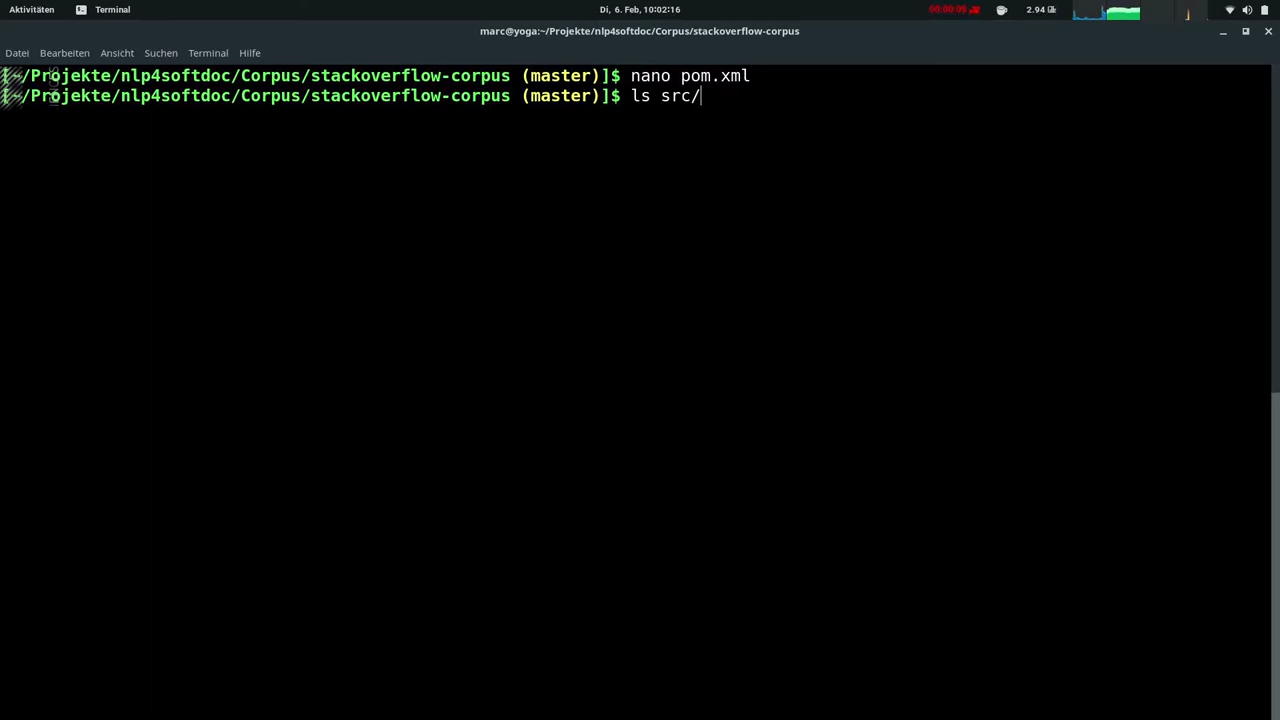 Aktivitäten Terminal Di, 6. Feb, 10:02:16 2.94
marc@yoga:~/Projekte/nlp4softdoc/Corpus/stackoverflow-corpus
Datei Bearbeiten Ansicht Suchen Terminal Hilfe
[~/Projekte/nlp4softdoc/Corpus/stackoverflow-corpus (master)]$ nano pom.xml
[~/Projekte/nlp4softdoc/Corpus/stackoverflow-corpus (master)]$ ls src/